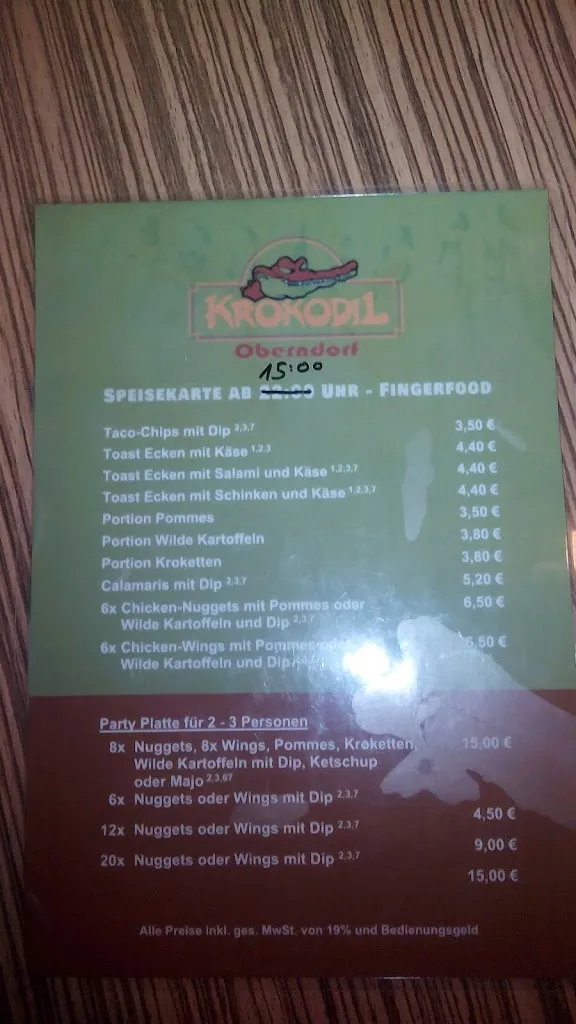 KROKODIL
Oberndorf
15:00
SPEISEKARTE AB UHR - FINGERFOOD
Taco-Chips mit Dip 2,3,7 3,50 €
Toast Ecken mit Käse 1,2,3 4,40 €
Toast Ecken mit Salami und Käse 1,2,3,7 4,40 €
Toast Ecken mit Schinken und Käse 1,2,3,7 4,40 €
Portion Pommes 3,50 €
Portion Wilde Kartoffeln 3,80 €
Portion Kroketten 3,80 €
Calamaris mit Dip 2,3,7 5,20 €
6x Chicken-Nuggets mit Pommes oder 6,50 €
Wilde Kartoffeln und Dip 2,3,7
6x Chicken-Wings mit Pommes 6,50 €
Wilde Kartoffeln und Dip
Party Platte für 2 - 3 Personen
8x Nuggets, 8x Wings, Pommes, Kroketten, 15,00 €
Wilde Kartoffeln mit Dip, Ketschup
oder Majo 2,3,67
6x Nuggets oder Wings mit Dip 2,3,7 4,50 €
12x Nuggets oder Wings mit Dip 2,3,7 9,00 €
20x Nuggets oder Wings mit Dip 2,3,7 15,00 €
Alle Preise inkl. ges. MwSt. von 19% und Bedienungsgeld